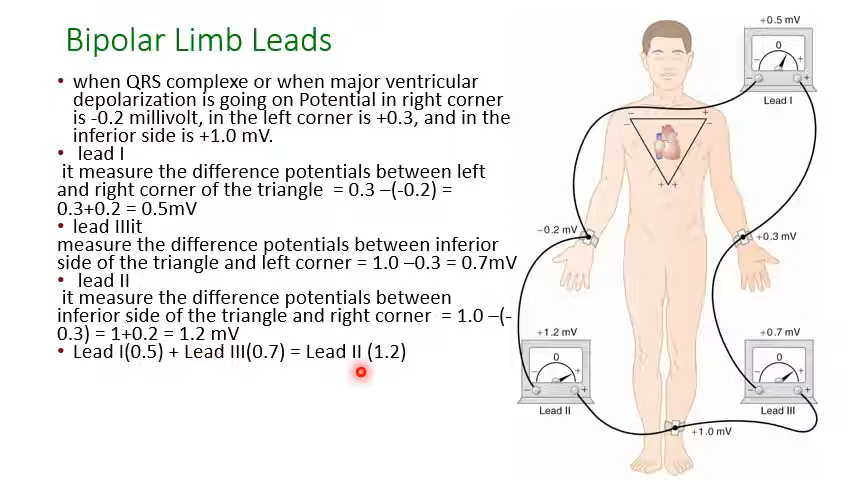 Bipolar Limb Leads
• when QRS complexe or when major ventricular
depolarization is going on Potential in right corner
is -0.2 millivolt, in the left corner is +0.3, and in the
inferior side is +1.0 mV.
• lead I
it measure the difference potentials between left
and right corner of the triangle = 0.3 –(-0.2) =
0.3+0.2 = 0.5mV
• lead IIIit
measure the difference potentials between inferior
side of the triangle and left corner = 1.0 –0.3 = 0.7mV
• lead II
it measure the difference potentials between
inferior side of the triangle and right corner = 1.0 –(-
0.3) = 1+0.2 = 1.2 mV
• Lead I(0.5) + Lead III(0.7) = Lead II (1.2)
+0.5 mV
0
– +
Lead I
– +
– –
+ +
–0.2 mV
+0.3 mV
+1.2 mV
0
– +
Lead II
+0.7 mV
0
– +
Lead III
+1.0 mV